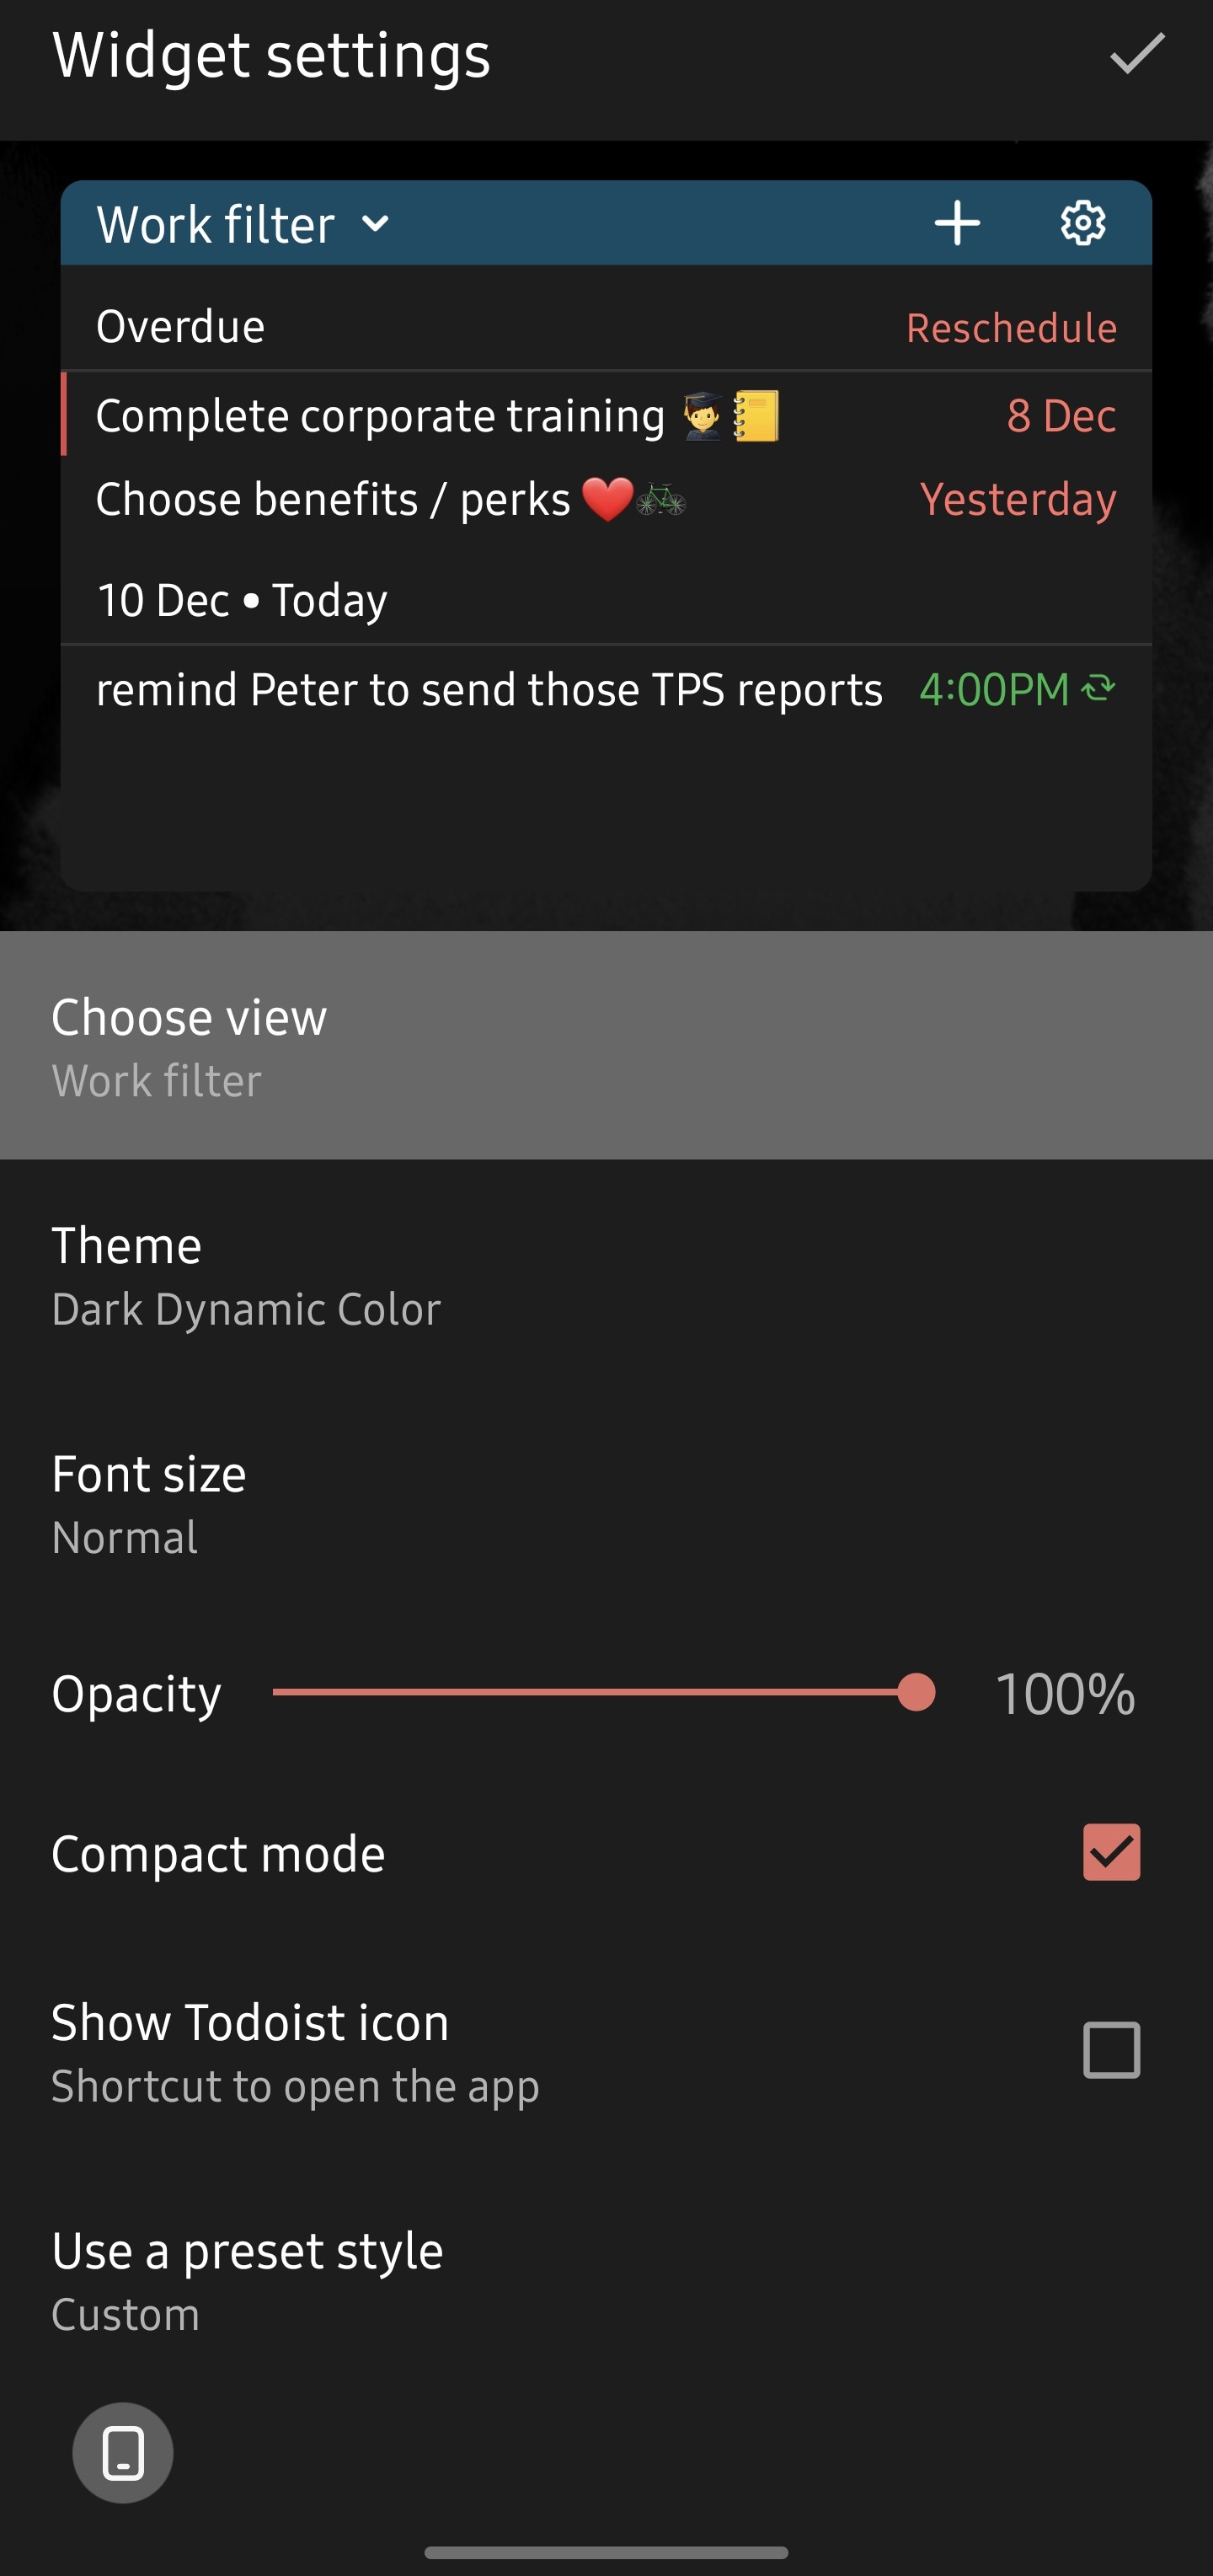 Widget settings
Work filter
Overdue Reschedule
Complete corporate training 👨‍🎓📒 8 Dec
Choose benefits / perks ❤️🚲 Yesterday
10 Dec • Today
remind Peter to send those TPS reports 4:00PM
Choose view
Work filter
Theme
Dark Dynamic Color
Font size
Normal
Opacity 100%
Compact mode
Show Todoist icon
Shortcut to open the app
Use a preset style
Custom